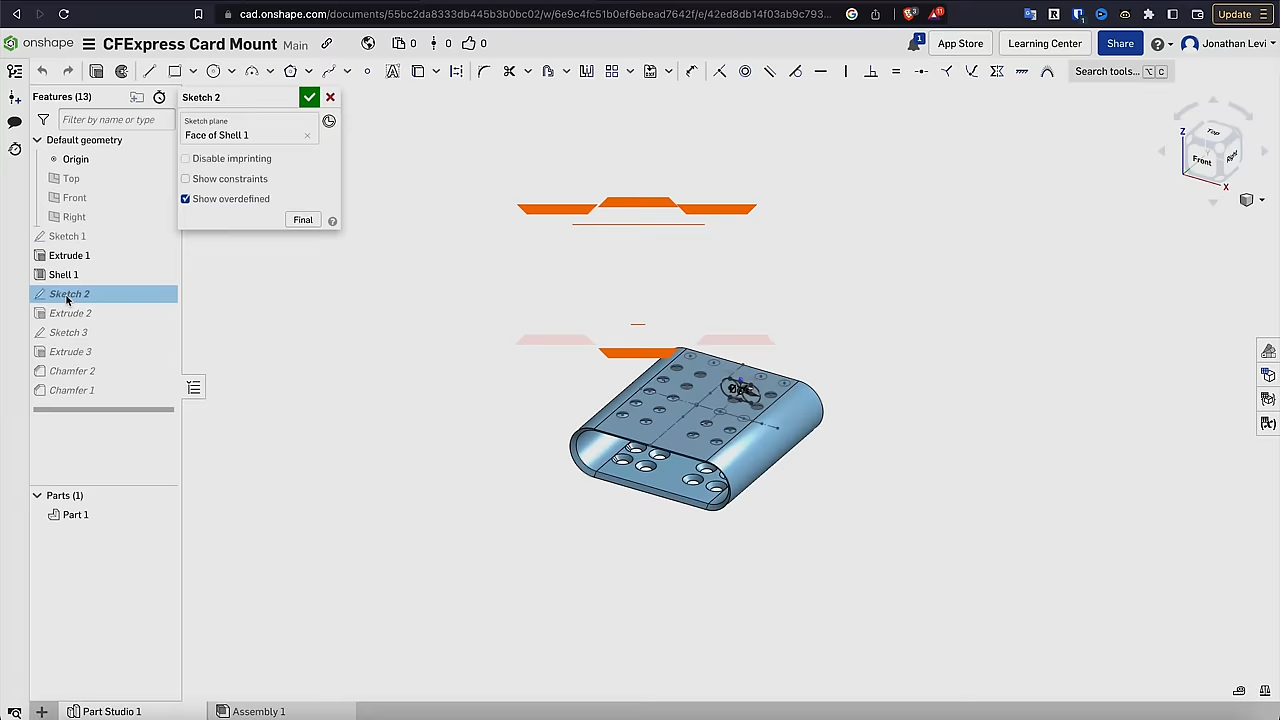 cad.onshape.com/documents/55bc2da8333db445b3b0bc02/w/6e9c4fc51b0ef6ebead7642f/e/42ed8db14f03ab9c793...
3
11
Update
onshape
CFExpress Card Mount
Main
0
0
0
1
App Store
Learning Center
Share
Jonathan Levi
Search tools...
C
Features (13)
Filter by name or type
Default geometry
Origin
Top
Front
Right
Sketch 1
Extrude 1
Shell 1
Sketch 2
Extrude 2
Sketch 3
Extrude 3
Chamfer 2
Chamfer 1
Parts (1)
Part 1
Sketch 2
Sketch plane
Face of Shell 1
Disable imprinting
Show constraints
Show overdefined
Final
Z
Top
Front
Right
X
Part Studio 1
Assembly 1